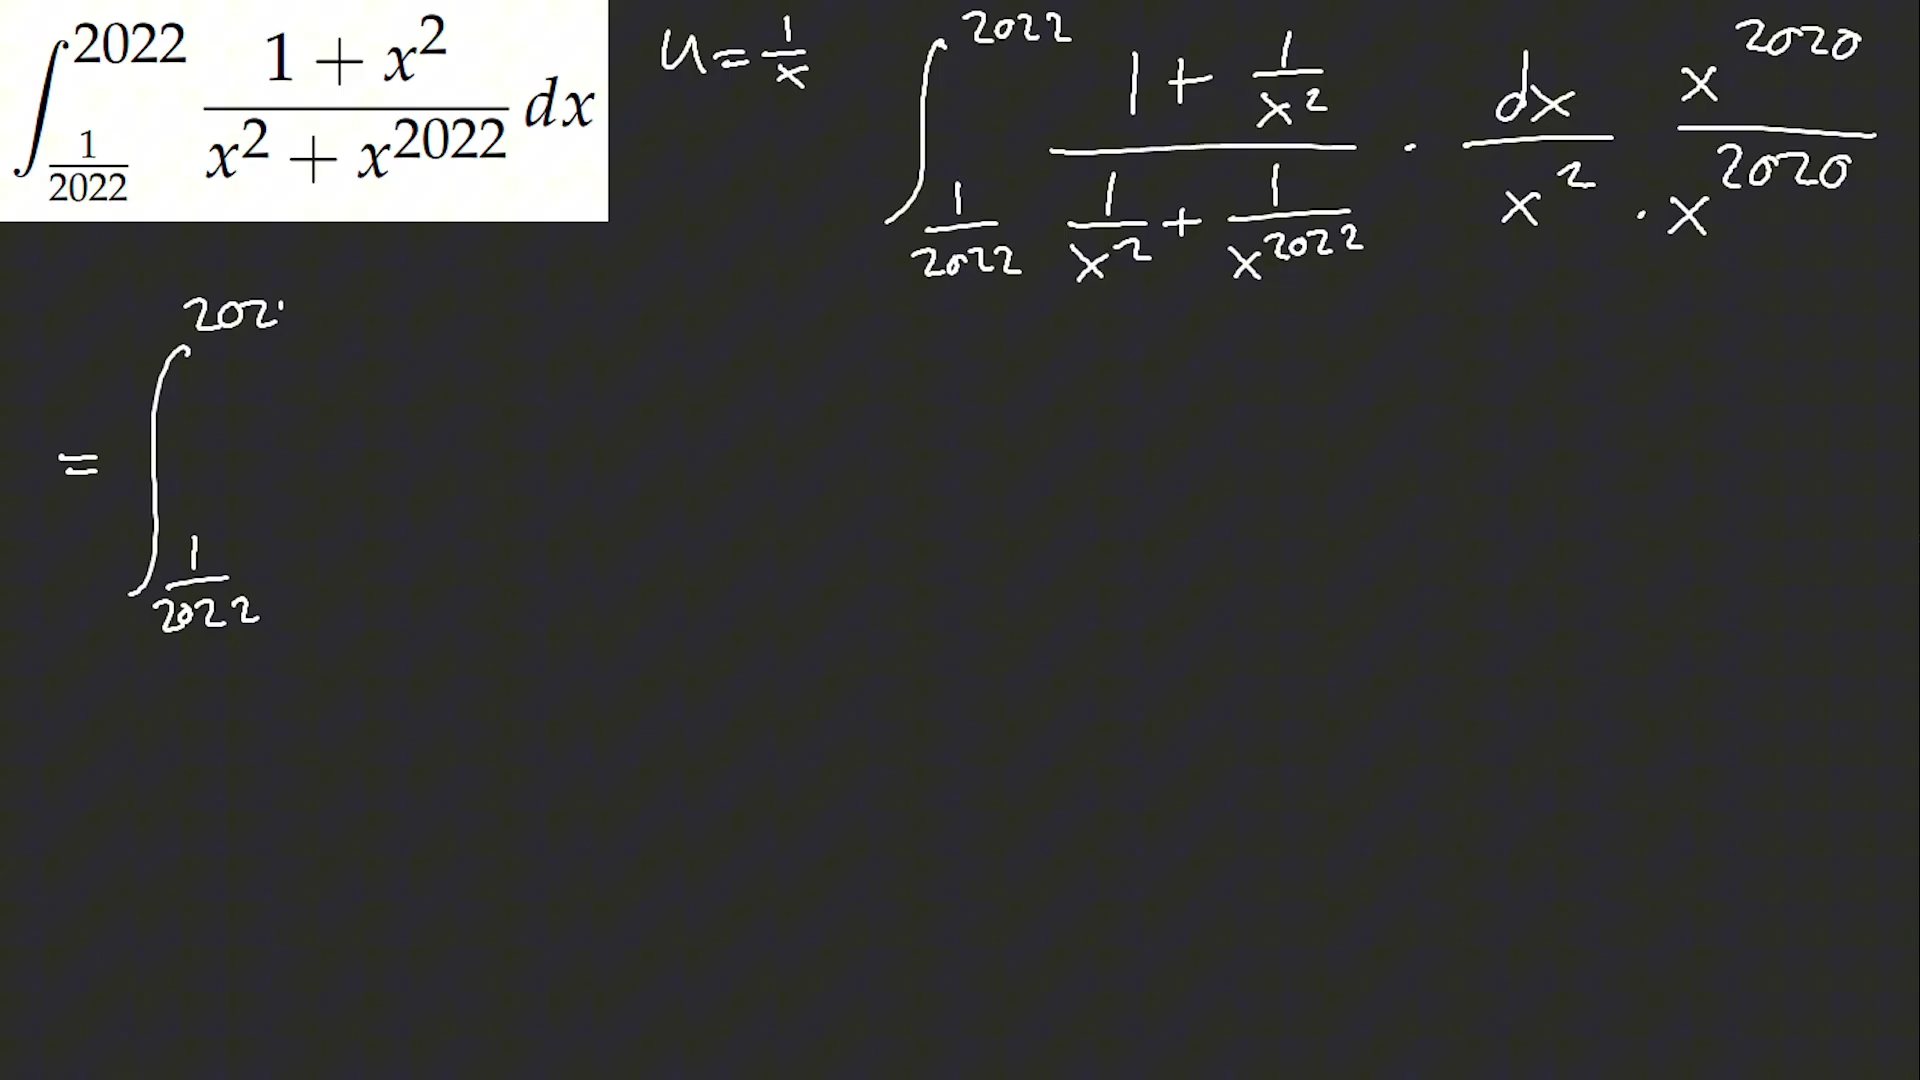 ∫_{1/2022}^{2022} (1 + x^2)/(x^2 + x^{2022}) dx
u = 1/x
∫_{1/2022}^{2022} (1 + 1/x^2)/(1/x^2 + 1/x^{2022}) · dx/x^2 · x^{2020}/x^{2020}
= ∫_{1/2022}^{202